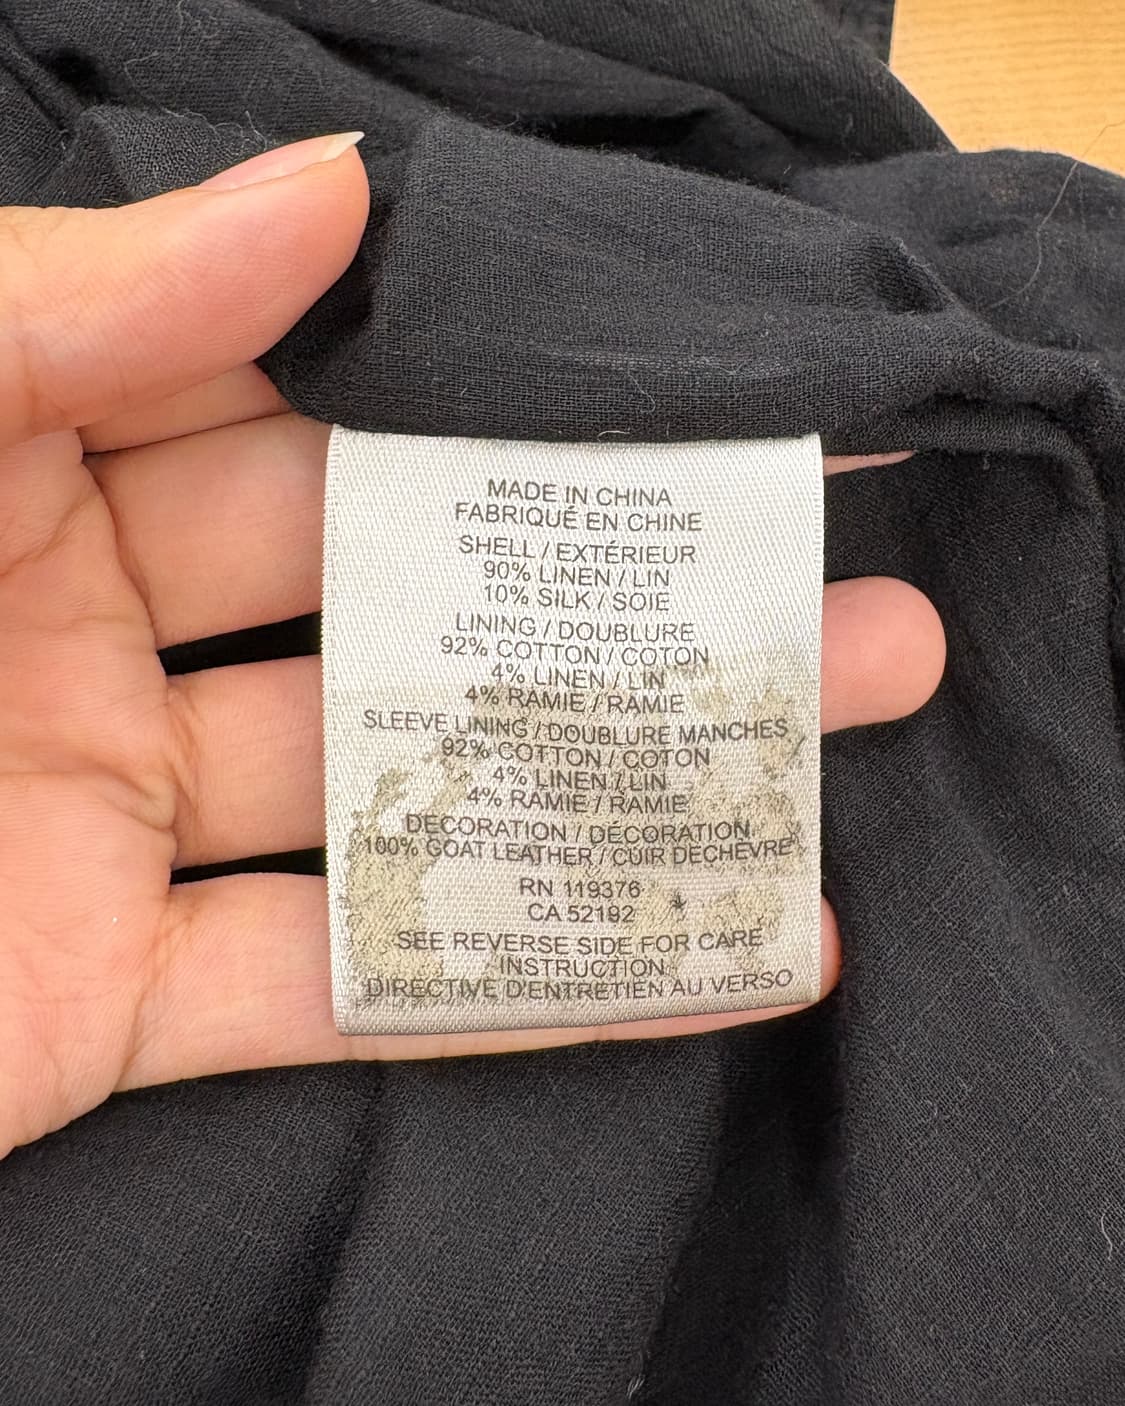 MADE IN CHINA
FABRIQUÉ EN CHINE
SHELL / EXTÉRIEUR
90% LINEN / LIN
10% SILK / SOIE
LINING / DOUBLURE
92% COTTON / COTON
4% LINEN / LIN
4% RAMIE / RAMIE
SLEEVE LINING / DOUBLURE MANCHES
92% COTTON / COTON
4% LINEN / LIN
4% RAMIE / RAMIE
DECORATION / DÉCORATION
100% GOAT LEATHER / CUIR DECHEVRE
RN 119376
CA 52192
SEE REVERSE SIDE FOR CARE
INSTRUCTION
DIRECTIVE D'ENTRETIEN AU VERSO